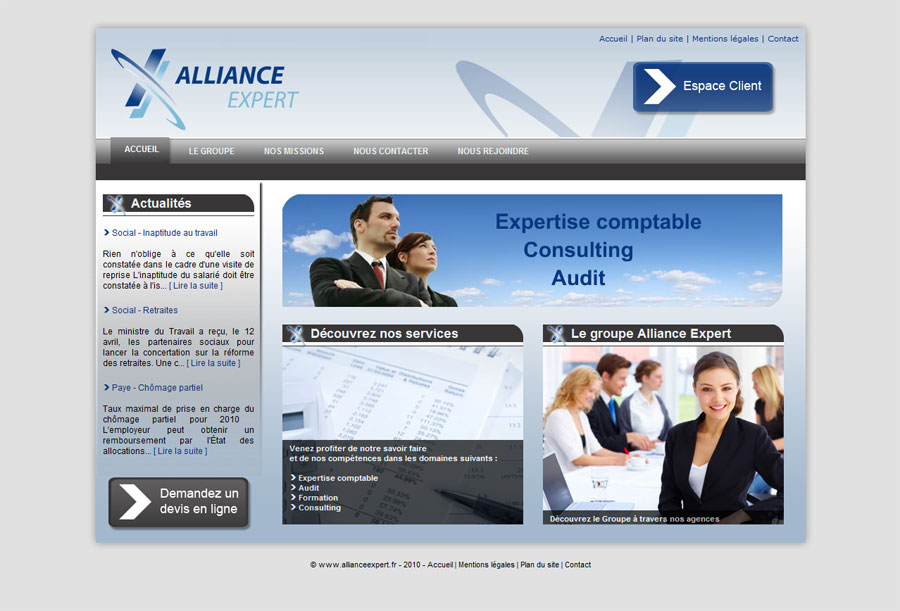 Accueil | Plan du site | Mentions légales | Contact
ALLIANCE
EXPERT
Espace Client
ACCUEIL LE GROUPE NOS MISSIONS NOUS CONTACTER NOUS REJOINDRE
Actualités
Social - Inaptitude au travail
Rien n'oblige à ce qu'elle soit
constatée dans le cadre d'une visite de
reprise L'inaptitude du salarié doit être
constatée à l'is... [ Lire la suite ]
Social - Retraites
Le ministre du Travail a reçu, le 12
avril, les partenaires sociaux pour
lancer la concertation sur la réforme
des retraites. Une c... [ Lire la suite ]
Paye - Chômage partiel
Taux maximal de prise en charge du
chômage partiel pour 2010
L'employeur peut obtenir un
remboursement par l'État des
allocations... [ Lire la suite ]
Demandez un
devis en ligne
Expertise comptable
Consulting
Audit
Découvrez nos services
Venez profiter de notre savoir faire
et de nos compétences dans les domaines suivants :
Expertise comptable
Audit
Formation
Consulting
Le groupe Alliance Expert
Découvrez le Groupe à travers nos agences
© www.allianceexpert.fr - 2010 - Accueil | Mentions légales | Plan du site | Contact